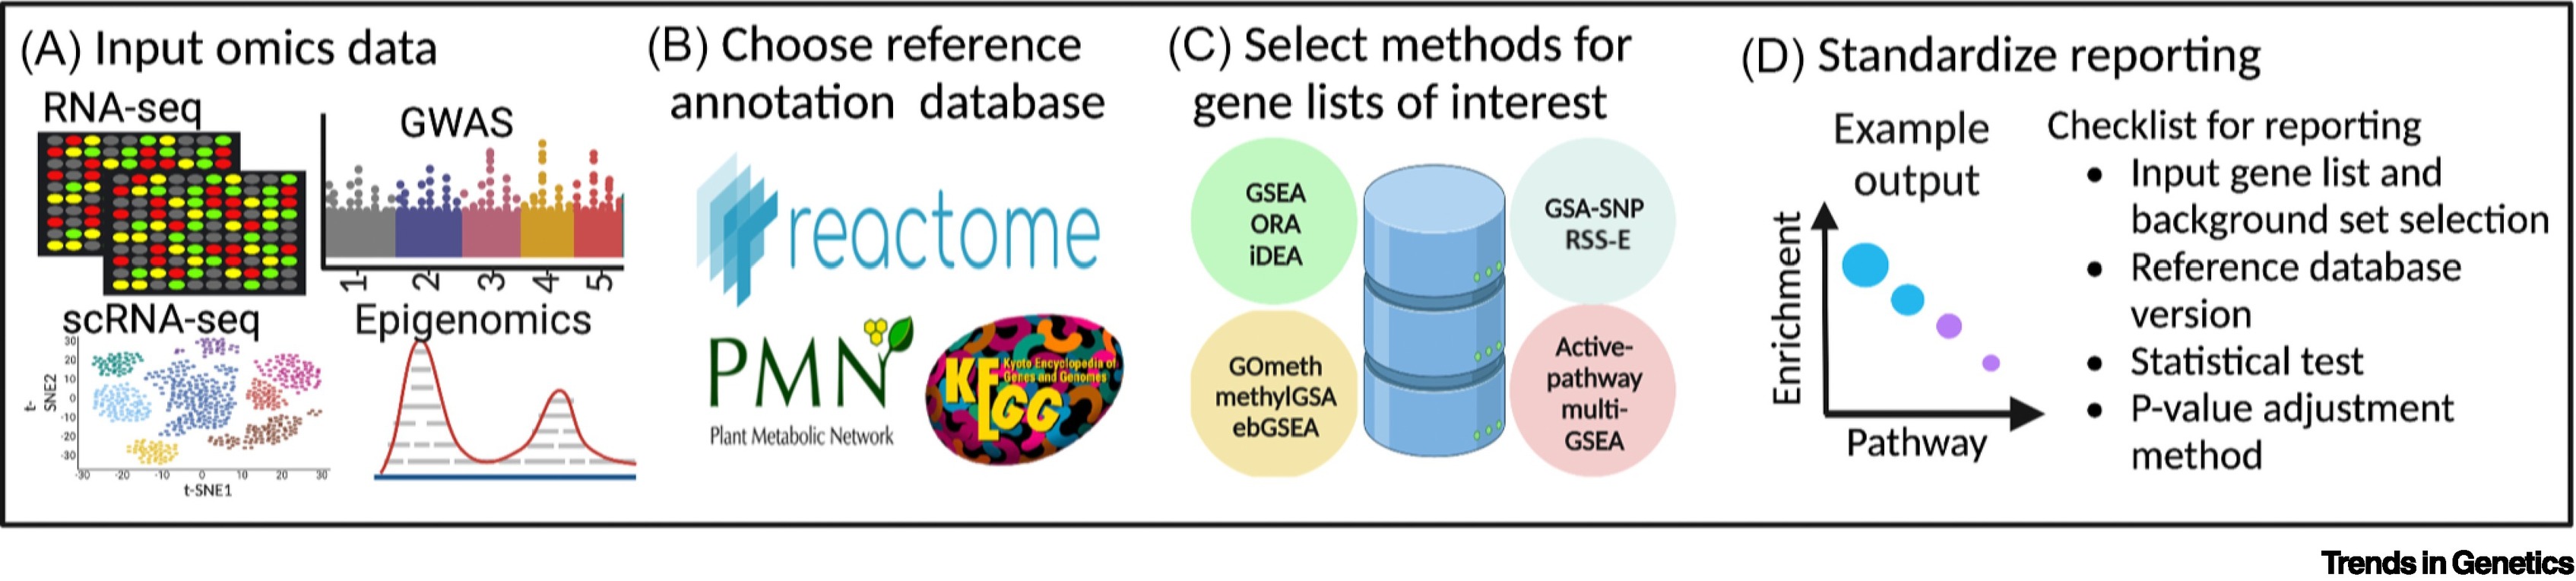 (A) Input omics data
RNA-seq
GWAS
1
2
3
4
5
scRNA-seq
30
20
10
0
-10
-20
-30
t-
SNE2
-30 -20 -10 0 10 20 30
t-SNE1
Epigenomics
(B) Choose reference
annotation database
reactome
PMN
Plant Metabolic Network
KEGG
Kyoto Encyclopedia of
Genes and Genomes
(C) Select methods for
gene lists of interest
GSEA
ORA
iDEA
GSA-SNP
RSS-E
GOmeth
methylGSA
ebGSEA
Active-
pathway
multi-
GSEA
(D) Standardize reporting
Example
output
Enrichment
Pathway
Checklist for reporting
• Input gene list and
background set selection
• Reference database
version
• Statistical test
• P-value adjustment
method
Trends in Genetics